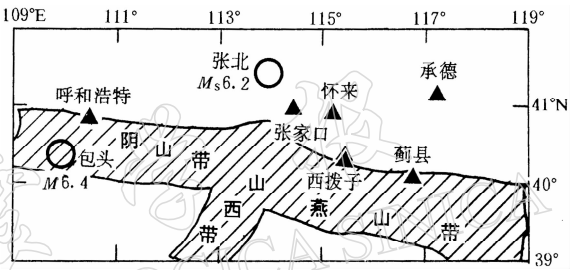 109°E 111° 113° 115° 117° 119°
张北
Ms6.2
承德
怀来
呼和浩特
41°N
张家口
阴山带
包头
M6.4
西拨子
蓟县
40°
山西带
燕山带
39°
SINICA